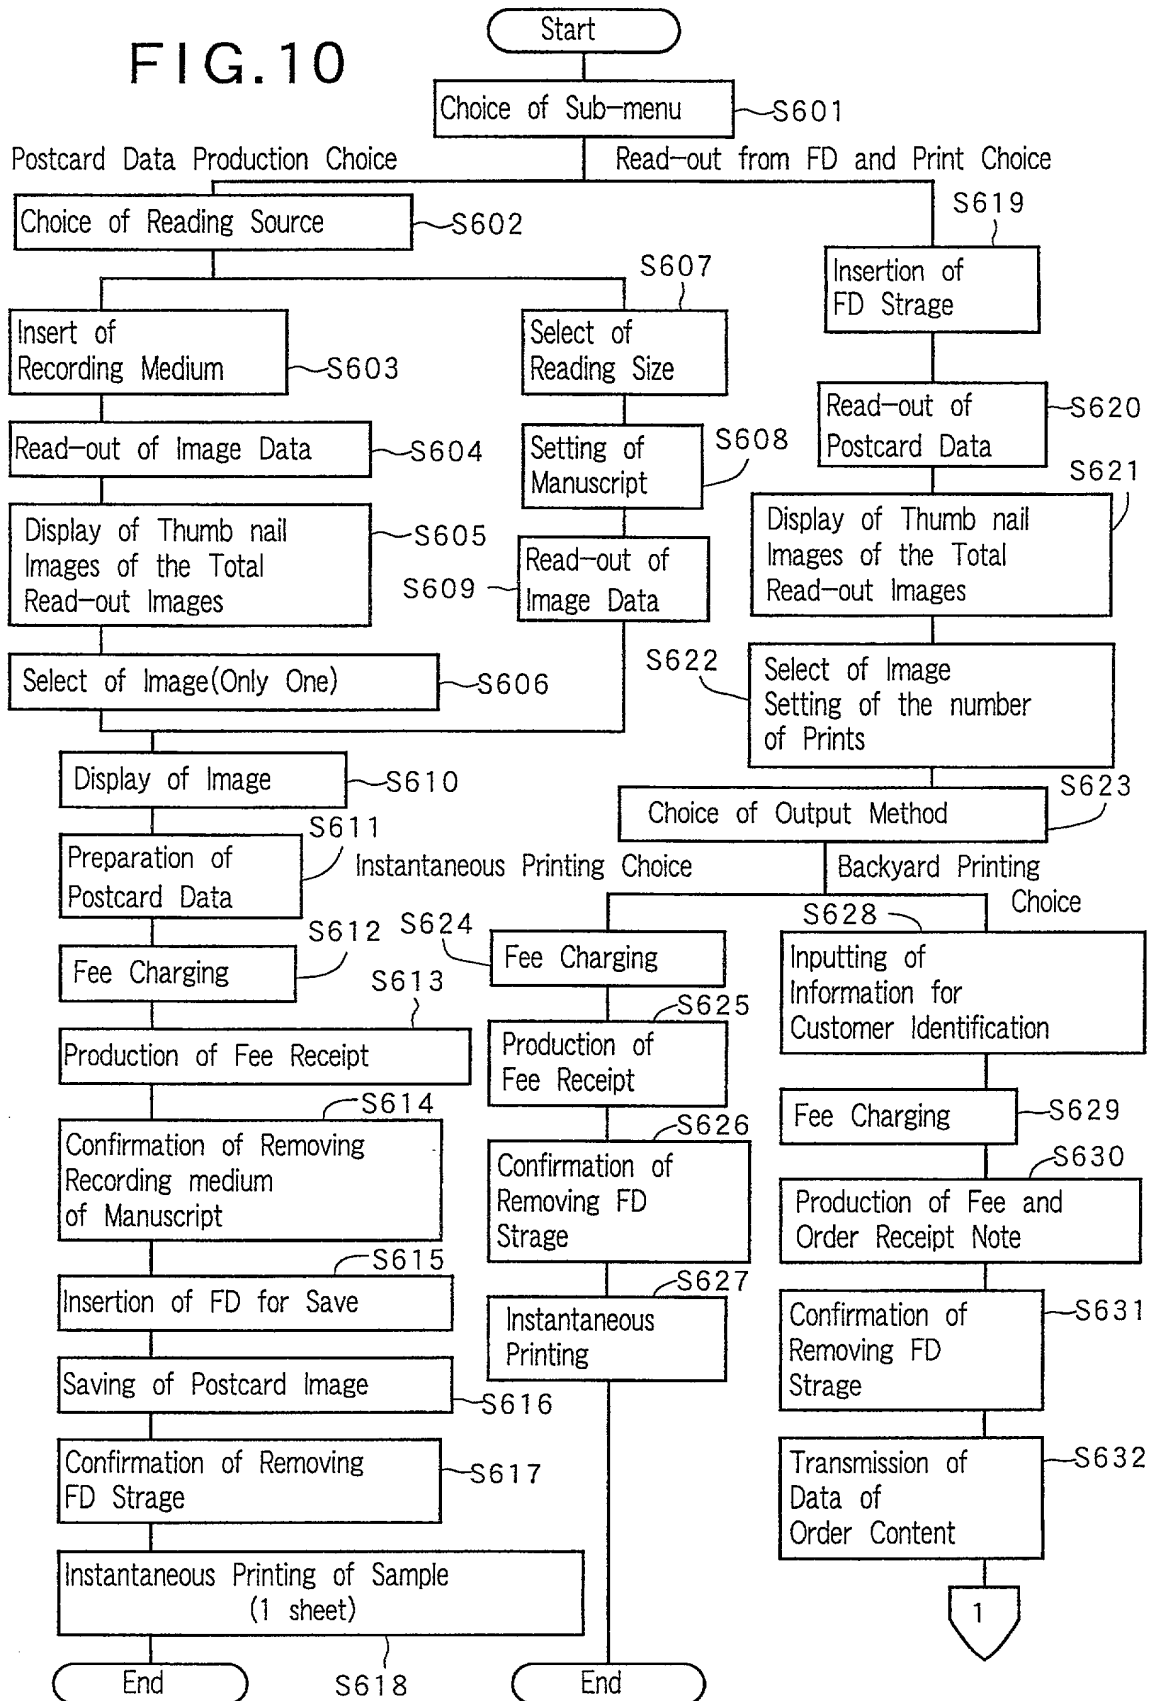 FIG.10
Start
Choice of Sub-menu
S601
Postcard Data Production Choice
Read-out from FD and Print Choice
Choice of Reading Source
S602
Insert of
Recording Medium
S603
Read-out of Image Data
S604
Display of Thumb nail
Images of the Total
Read-out Images
S605
Select of Image(Only One)
S606
S607
Select of
Reading Size
Setting of
Manuscript
S608
Read-out of
Image Data
S609
Display of Image
S610
S611
Preparation of
Postcard Data
S612
Fee Charging
S613
Production of Fee Receipt
S614
Confirmation of Removing
Recording medium
of Manuscript
S615
Insertion of FD for Save
Saving of Postcard Image
S616
Confirmation of Removing
FD Strage
S617
Instantaneous Printing of Sample
(1 sheet)
S618
End
S619
Insertion of
FD Strage
Read-out of
Postcard Data
S620
S621
Display of Thumb nail
Images of the Total
Read-out Images
S622
Select of Image
Setting of the number
of Prints
S623
Choice of Output Method
Instantaneous Printing Choice
Backyard Printing
Choice
S624
Fee Charging
S625
Production of
Fee Receipt
S626
Confirmation of
Removing FD
Strage
S627
Instantaneous
Printing
End
S628
Inputting of
Information for
Customer Identification
Fee Charging
S629
S630
Production of Fee and
Order Receipt Note
Confirmation of
Removing FD
Strage
S631
Transmission of
Data of
Order Content
S632
1